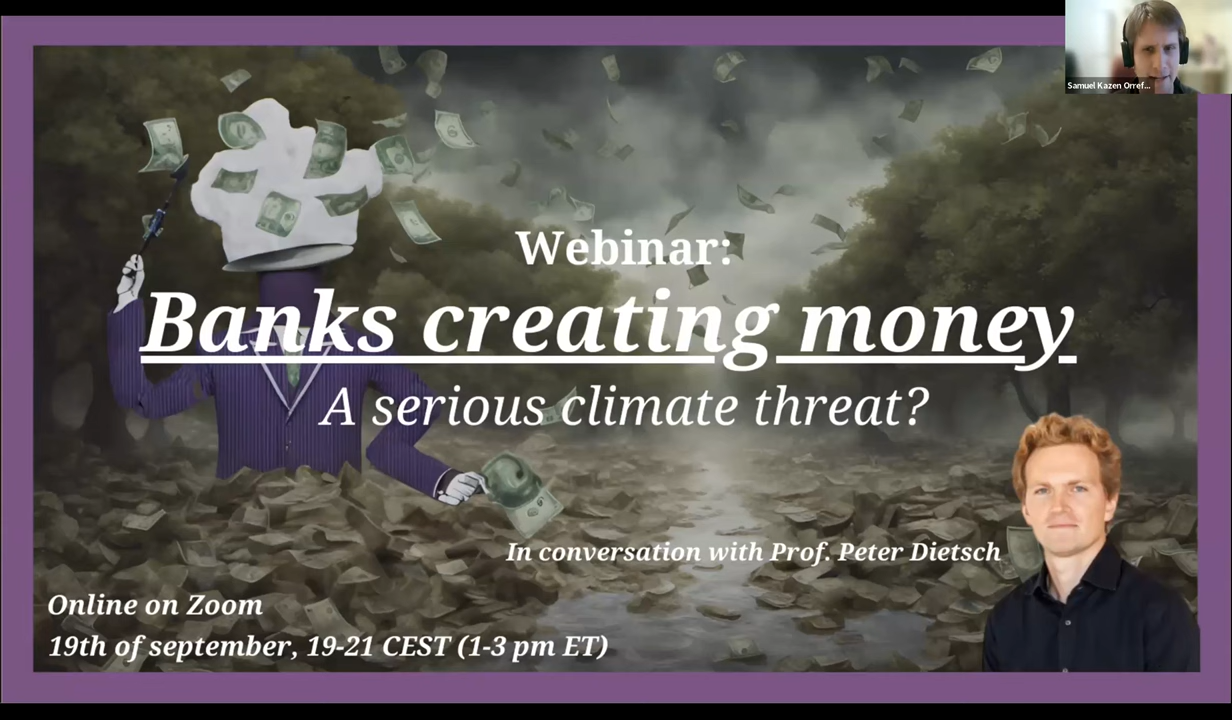 Samuel Kazen Orref...
Webinar:
Banks creating money
A serious climate threat?
In conversation with Prof. Peter Dietsch
Online on Zoom
19th of september, 19-21 CEST (1-3 pm ET)